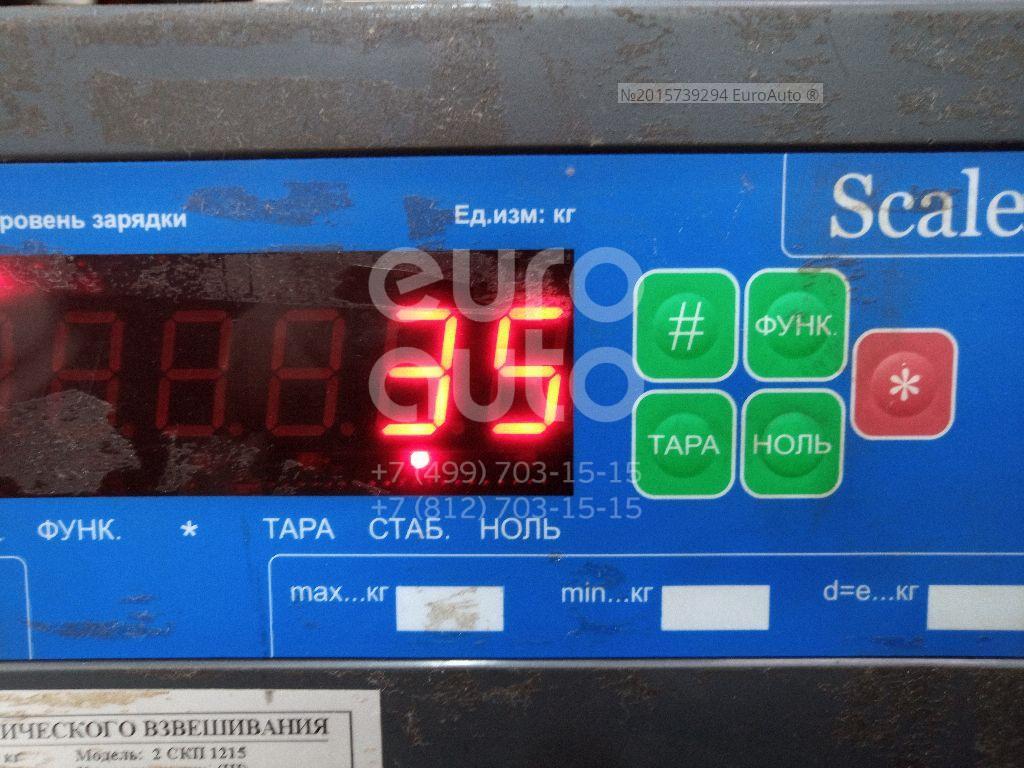 №2015739294 EuroAuto ®
Scale
ровень зарядки
Ед.изм: кг
euro
auto
35
#
ФУНК.
*
ТАРА
НОЛЬ
+7 (499) 703-15-15
+7 (812) 703-15-15
ФУНК. * ТАРА СТАБ. НОЛЬ
max...кг min...кг d=e...кг
ИЧЕСКОГО ВЗВЕШИВАНИЯ
кг Модель: 2 СКП 1215